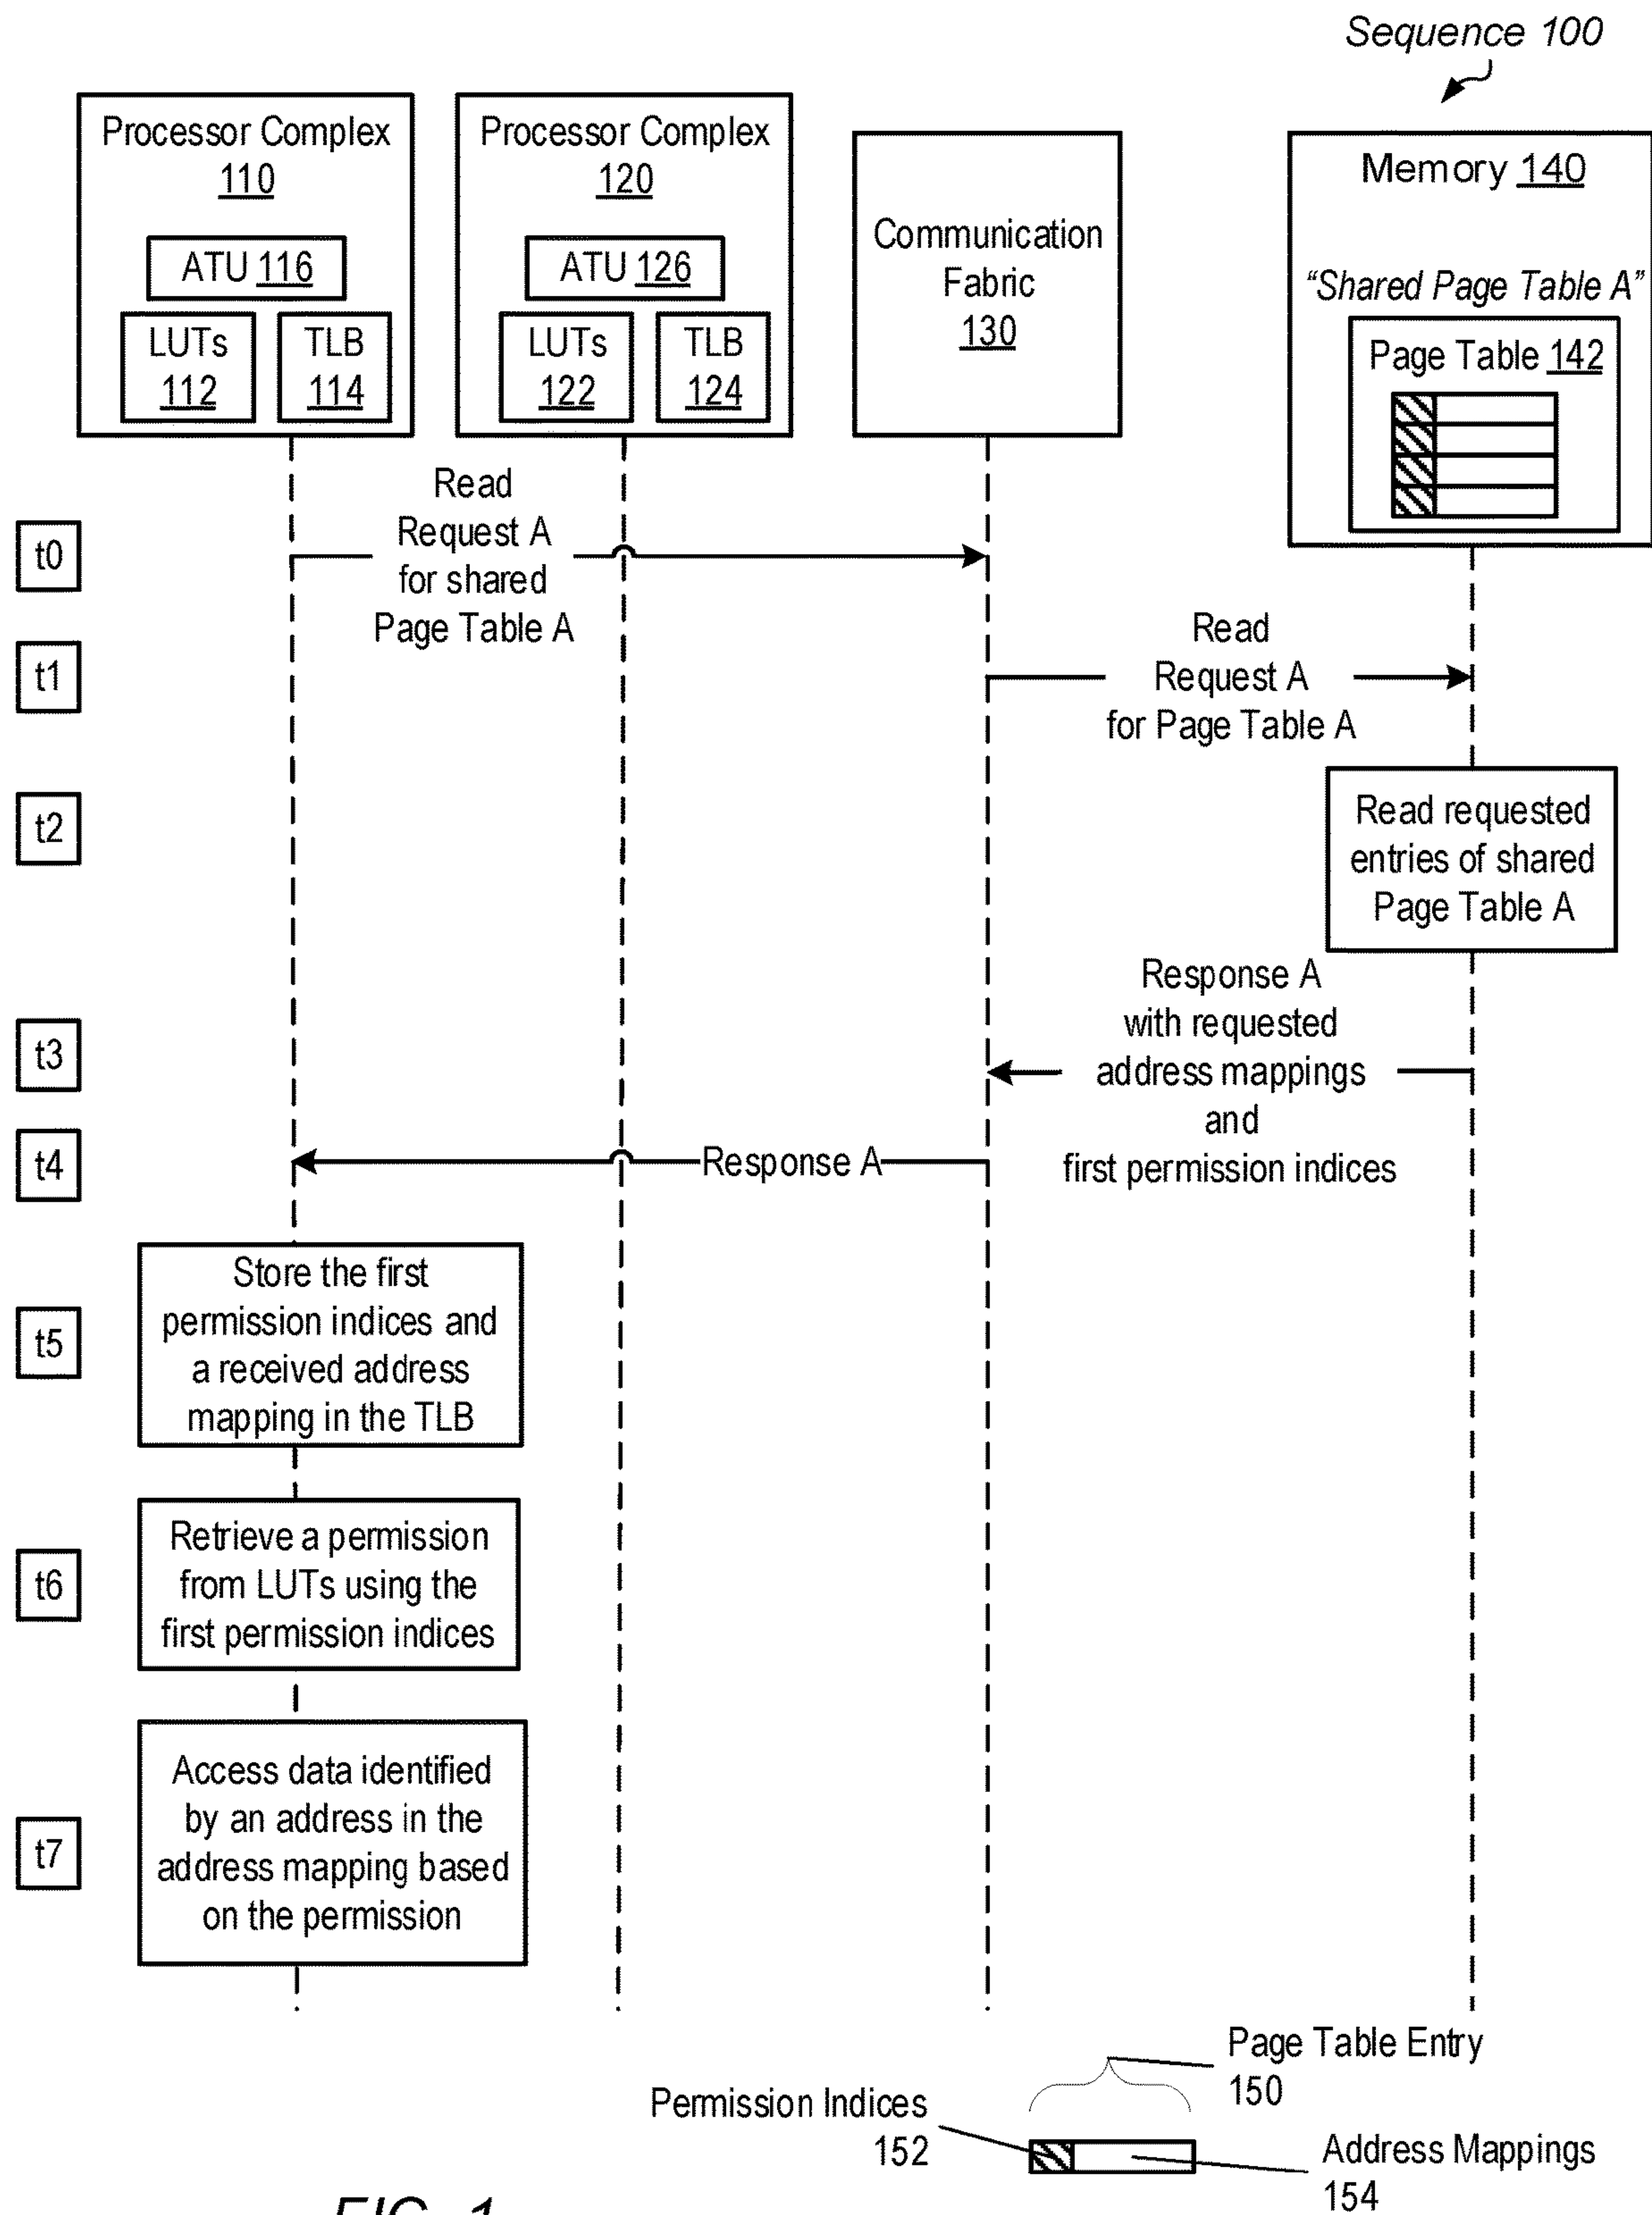 Sequence 100
Processor Complex
110
ATU 116
LUTs
112
TLB
114
Processor Complex
120
ATU 126
LUTs
122
TLB
124
Communication
Fabric
130
Memory 140
“Shared Page Table A”
Page Table 142
t0
Read
Request A
for shared
Page Table A
t1
Read
Request A
for Page Table A
t2
Read requested
entries of shared
Page Table A
t3
Response A
with requested
address mappings
and
first permission indices
t4
Response A
t5
Store the first
permission indices and
a received address
mapping in the TLB
t6
Retrieve a permission
from LUTs using the
first permission indices
t7
Access data identified
by an address in the
address mapping based
on the permission
Page Table Entry
150
Permission Indices
152
Address Mappings
154
FIG. 1